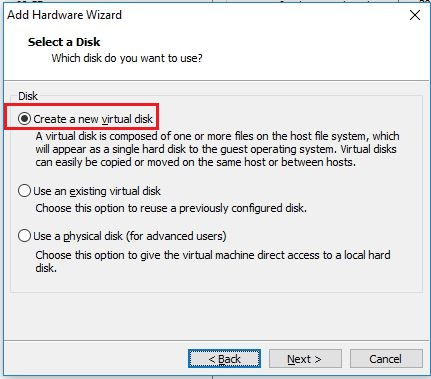 Add Hardware Wizard
Select a Disk
Which disk do you want to use?
Disk
Create a new virtual disk
A virtual disk is composed of one or more files on the host file system, which
will appear as a single hard disk to the guest operating system. Virtual disks
can easily be copied or moved on the same host or between hosts.
Use an existing virtual disk
Choose this option to reuse a previously configured disk.
Use a physical disk (for advanced users)
Choose this option to give the virtual machine direct access to a local hard
disk.
< Back Next > Cancel